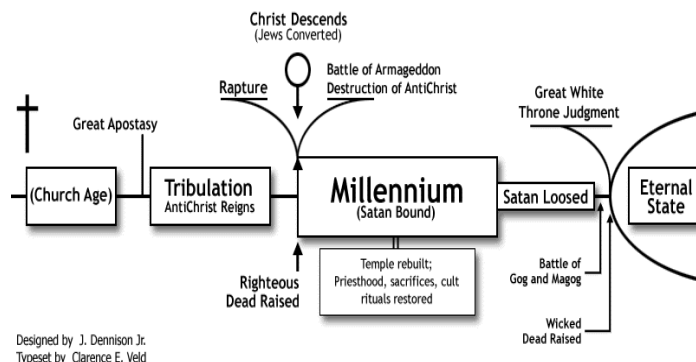 Christ Descends
(Jews Converted)
Rapture
Battle of Armageddon
Destruction of AntiChrist
Great White
Throne Judgment
Great Apostasy
(Church Age)
Tribulation
AntiChrist Reigns
Millennium
(Satan Bound)
Satan Loosed
Eternal
State
Righteous
Dead Raised
Temple rebuilt;
Priesthood, sacrifices, cult
rituals restored
Battle of
Gog and Magog
Wicked
Dead Raised
Designed by J. Dennison Jr.
Typeset by Clarence E. Veld